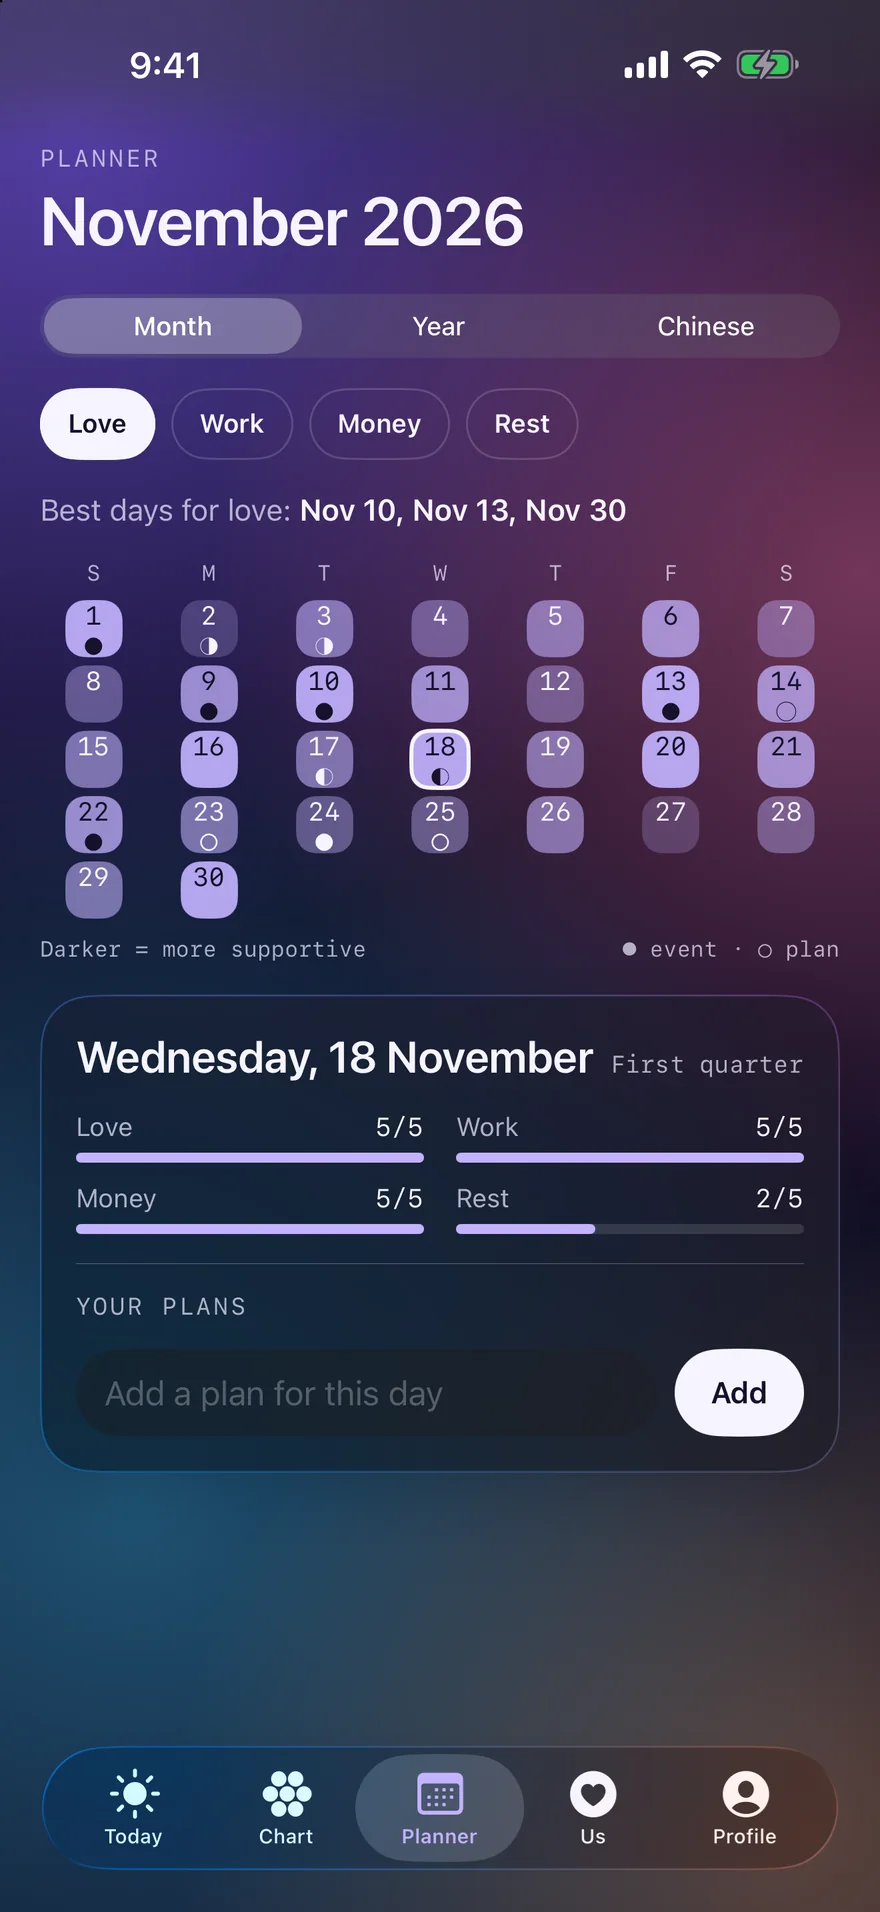 9:41
PLANNER
November 2026
Month Year Chinese
Love Work Money Rest
Best days for love: Nov 10, Nov 13, Nov 30
S M T W T F S
1 2 3 4 5 6 7
8 9 10 11 12 13 14
15 16 17 18 19 20 21
22 23 24 25 26 27 28
29 30
Darker = more supportive ● event · ○ plan
Wednesday, 18 November First quarter
Love 5/5 Work 5/5
Money 5/5 Rest 2/5
YOUR PLANS
Add a plan for this day Add
Today Chart Planner Us Profile